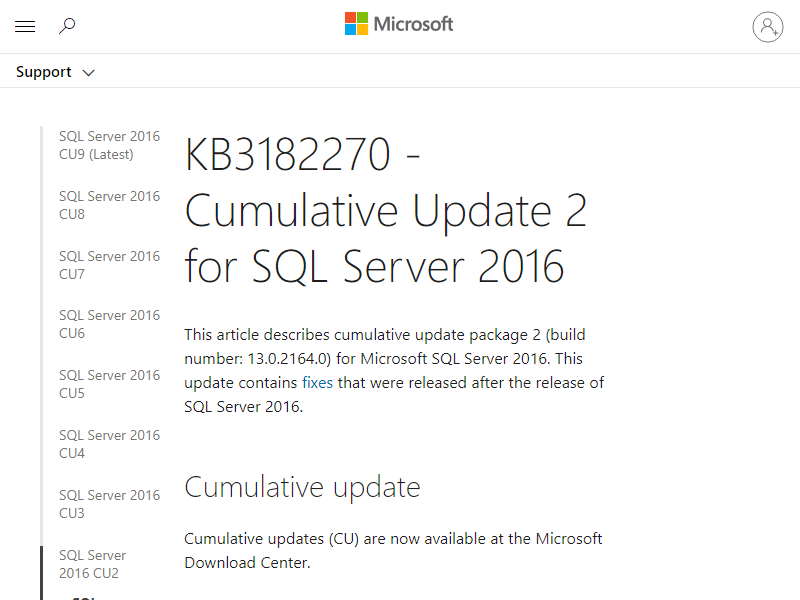 Microsoft
Support
SQL Server 2016
CU9 (Latest)
SQL Server 2016
CU8
SQL Server 2016
CU7
SQL Server 2016
CU6
SQL Server 2016
CU5
SQL Server 2016
CU4
SQL Server 2016
CU3
SQL Server
2016 CU2
KB3182270 -
Cumulative Update 2
for SQL Server 2016
This article describes cumulative update package 2 (build
number: 13.0.2164.0) for Microsoft SQL Server 2016. This
update contains fixes that were released after the release of
SQL Server 2016.
Cumulative update
Cumulative updates (CU) are now available at the Microsoft
Download Center.